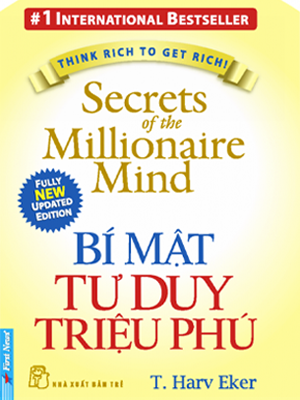 #1 INTERNATIONAL BESTSELLER
THINK RICH TO GET RICH!
Secrets
of the
Millionaire
Mind
FULLY
NEW
UPDATED
EDITION
BÍ MẬT
TƯ DUY
TRIỆU PHÚ
First News
NHÀ XUẤT BẢN TRẺ
T. Harv Eker